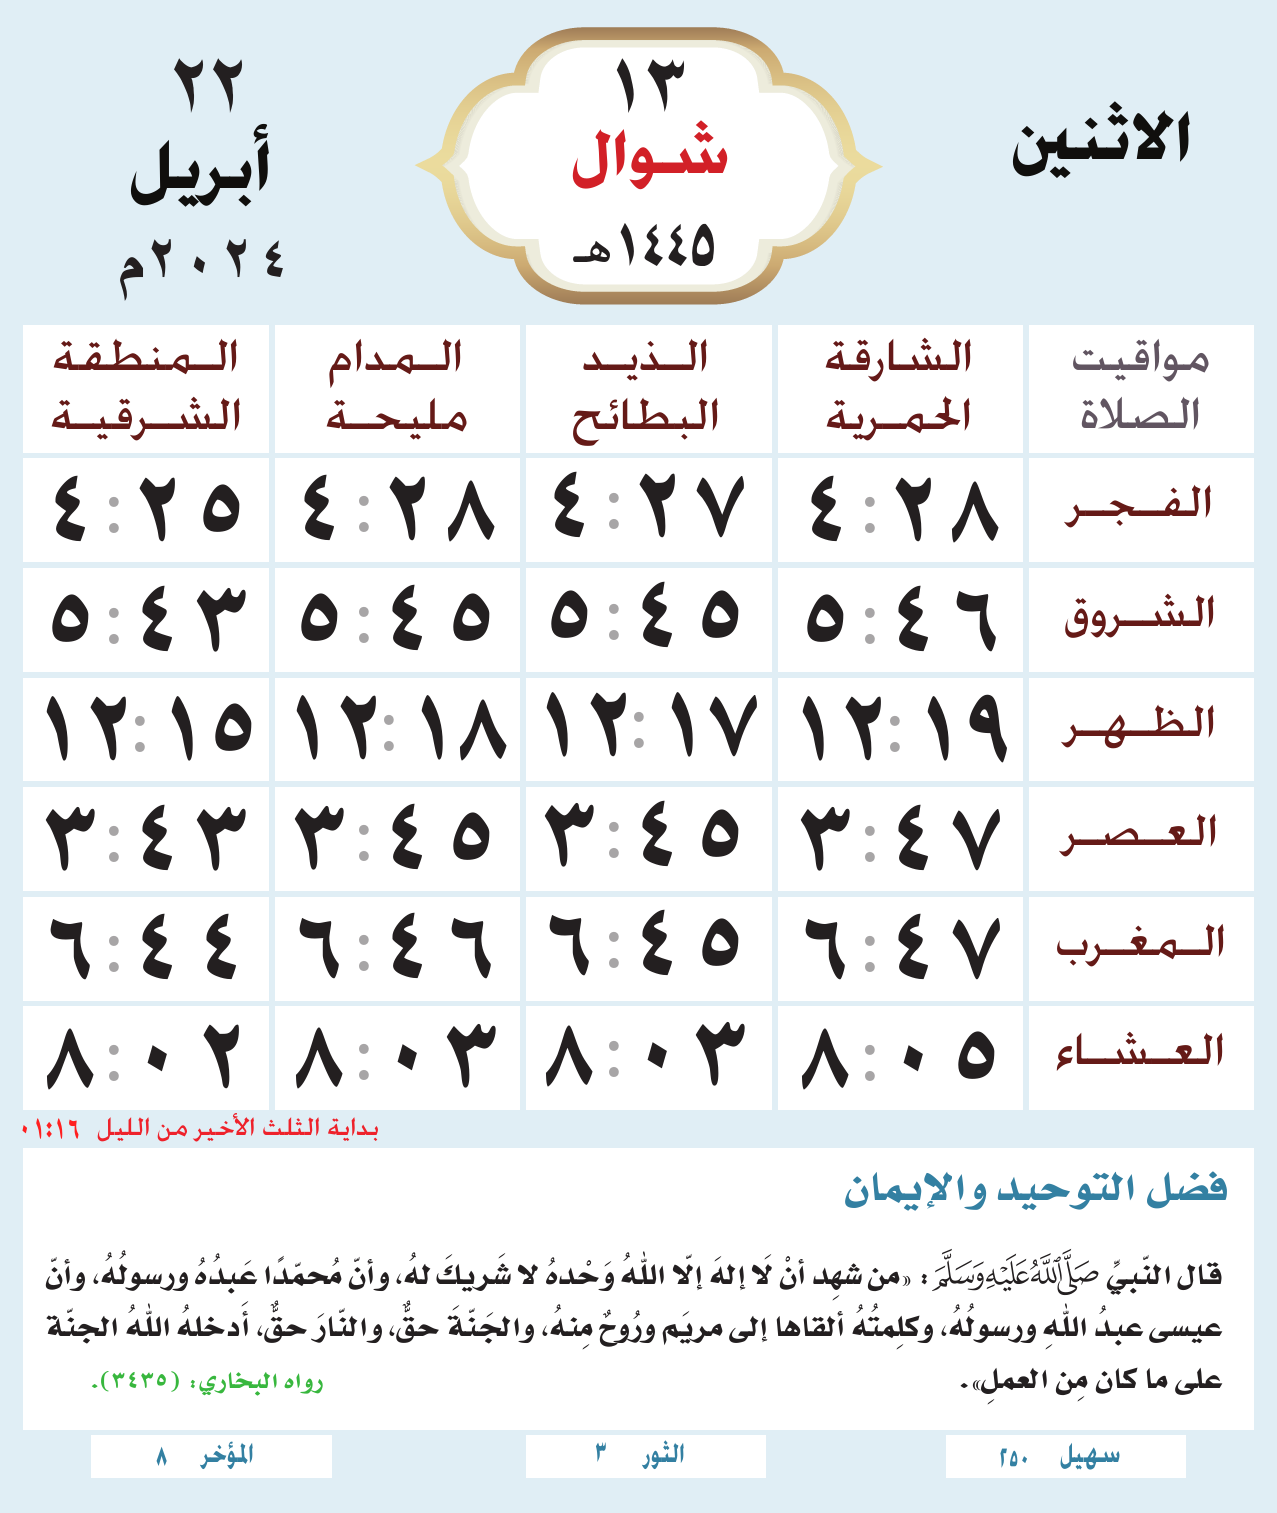 الاثنين
١٣
شوال
١٤٤٥هـ
٢٢
أبريل
٢٠٢٤م
مواقيت الصلاة
الشارقة الحمرية
الذيد البطائح
المدام مليحة
المنطقة الشرقية
الفجر ٤:٢٨ ٤:٢٧ ٤:٢٨ ٤:٢٥
الشروق ٥:٤٦ ٥:٤٥ ٥:٤٥ ٥:٤٣
الظهر ١٢:١٩ ١٢:١٧ ١٢:١٨ ١٢:١٥
العصر ٣:٤٧ ٣:٤٥ ٣:٤٥ ٣:٤٣
المغرب ٦:٤٧ ٦:٤٥ ٦:٤٦ ٦:٤٤
العشاء ٨:٠٥ ٨:٠٣ ٨:٠٣ ٨:٠٢
بداية الثلث الأخير من الليل ٠١:١٦
فضل التوحيد والإيمان
قال النّبيِّ صَلَّى اللَّهُ عَلَيْهِ وَسَلَّمَ: «من شهِد أنْ لَا إلهَ إلّا اللهُ وَحْدهُ لا شَريكَ لهُ، وأنّ مُحمّدًا عَبدُهُ ورسولُهُ، وأنّ
عيسى عبدُ اللهِ ورسولُهُ، وكلِمتُهُ ألقاها إلى مريَم ورُوحٌ مِنهُ، والجَنّةَ حقٌّ، والنّارَ حقٌّ، أَدخلهُ اللهُ الجنّة
على ما كان مِن العملِ».
رواه البخاري: (٣٤٣٥).
سهيل ٢٥٠
الثور ٣
المؤخر ٨